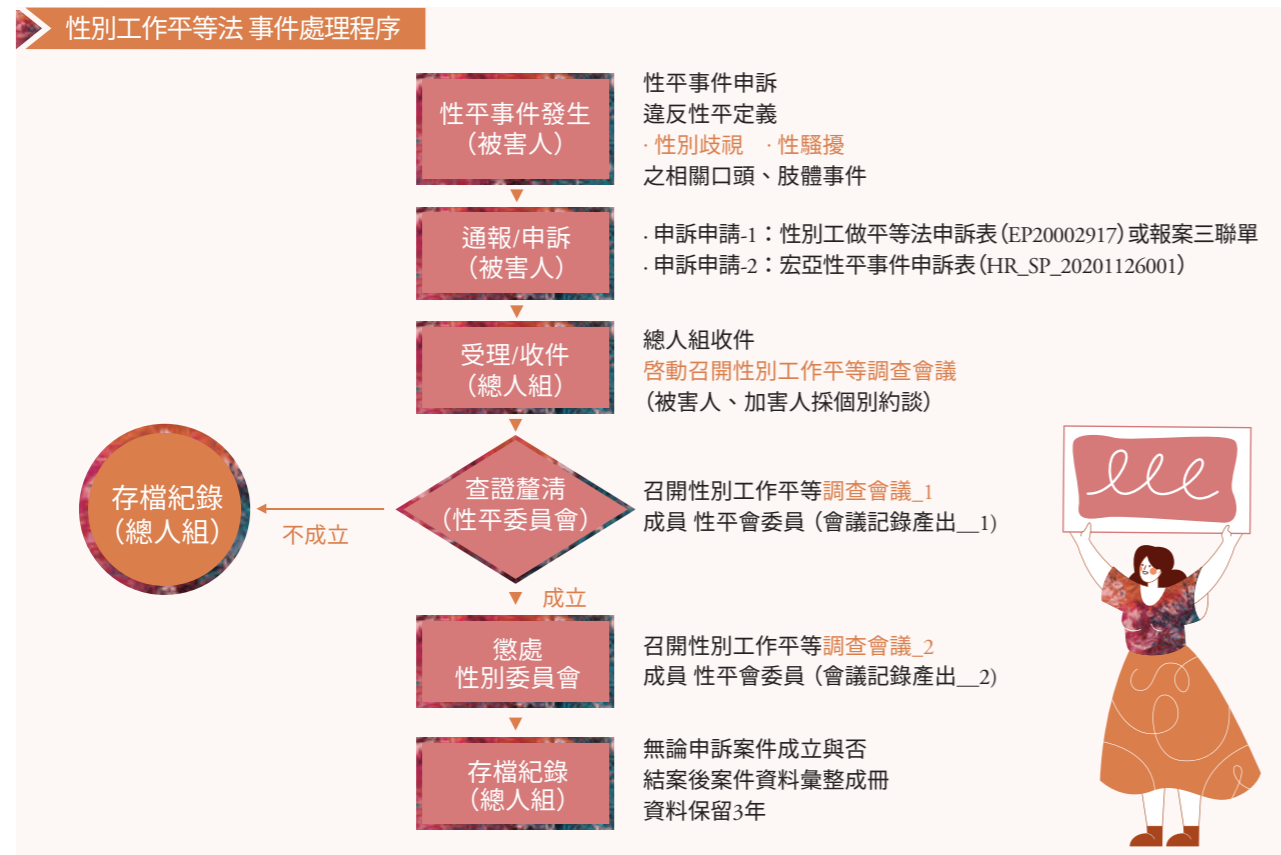 性別工作平等法 事件處理程序
性平事件發生
（被害人）
性平事件申訴
違反性平定義
· 性別歧視 · 性騷擾
之相關口頭、肢體事件
通報/申訴
（被害人）
· 申訴申請-1：性別工做平等法申訴表（EP20002917）或報案三聯單
· 申訴申請-2：宏亞性平事件申訴表（HR_SP_20201126001）
受理/收件
（總人組）
總人組收件
啓動召開性別工作平等調查會議
（被害人、加害人採個別約談）
查證釐清
（性平委員會）
召開性別工作平等調查會議_1
成員 性平會委員（會議記錄產出__1)
不成立
存檔紀錄
（總人組）
成立
懲處
性別委員會
召開性別工作平等調查會議_2
成員 性平會委員（會議記錄產出__2)
存檔紀錄
（總人組）
無論申訴案件成立與否
結案後案件資料彙整成冊
資料保留3年